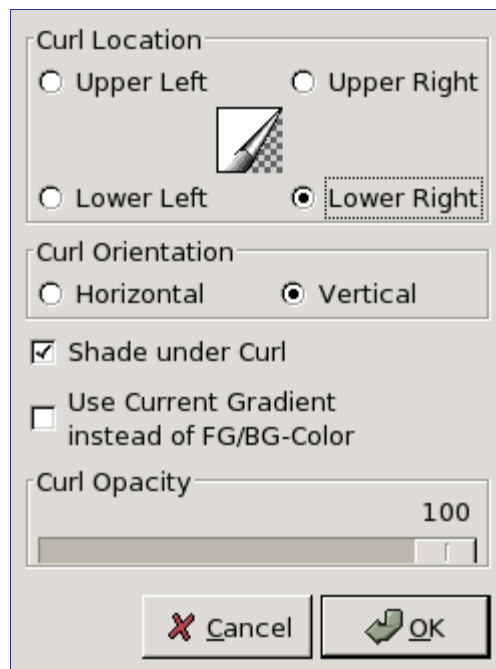 Curl Location
Upper Left Upper Right
Lower Left Lower Right
Curl Orientation
Horizontal Vertical
Shade under Curl
Use Current Gradient
instead of FG/BG-Color
Curl Opacity
100
Cancel OK